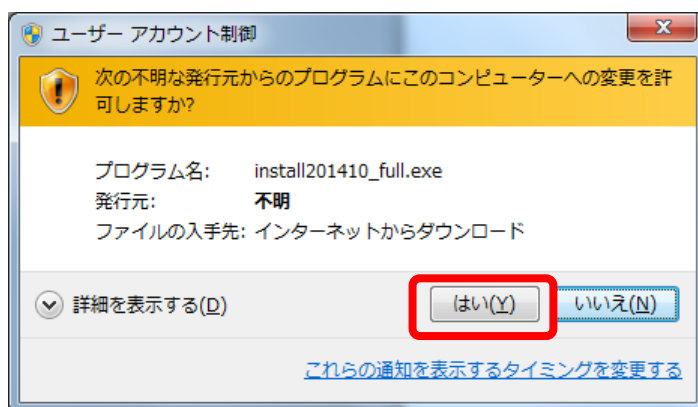 ユーザー アカウント制御
次の不明な発行元からのプログラムにこのコンピューターへの変更を許
可しますか?
プログラム名: install201410_full.exe
発行元: 不明
ファイルの入手先: インターネットからダウンロード
詳細を表示する(D) はい(Y) いいえ(N)
これらの通知を表示するタイミングを変更する